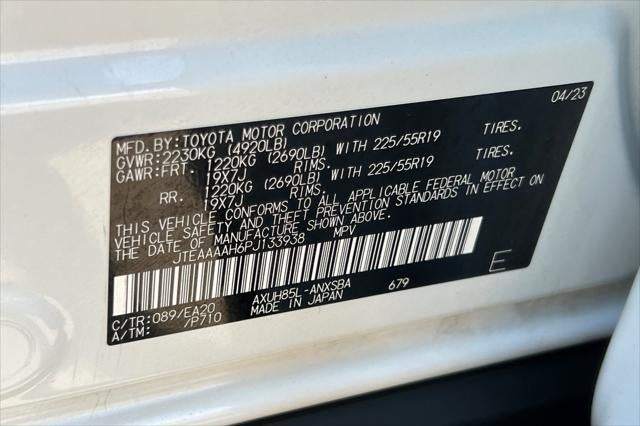 MFD.BY:TOYOTA MOTOR CORPORATION 04/23
GVWR:2230KG (4920LB)
GAWR:FRT. 1220KG (2690LB) WITH 225/55R19 TIRES.
19X7J RIMS.
RR. 1220KG (2690LB) WITH 225/55R19 TIRES.
19X7J RIMS.
THIS VEHICLE CONFORMS TO ALL APPLICABLE FEDERAL MOTOR
VEHICLE SAFETY AND THEFT PREVENTION STANDARDS IN EFFECT ON
THE DATE OF MANUFACTURE SHOWN ABOVE.
JTEAAAAH6PJ133938 MPV
C/TR:089/EA20 AXUH85L-ANXSBA 679 E
A/TM: /P710 MADE IN JAPAN